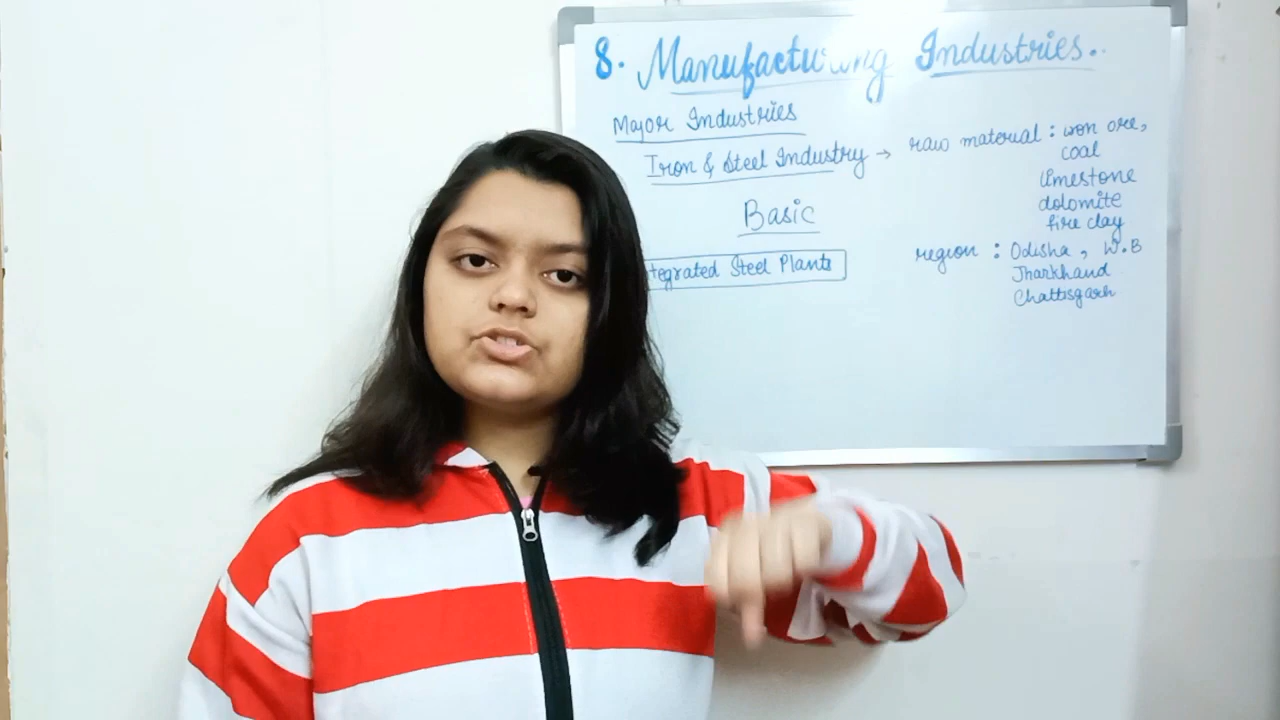 8. Manufacturing Industries.
Major Industries
Iron & Steel Industry → raw material : iron ore,
coal
limestone
dolomite
fire clay
Basic
region : Odisha, W.B
tegrated Steel Plants
Jharkhand
Chattisgarh